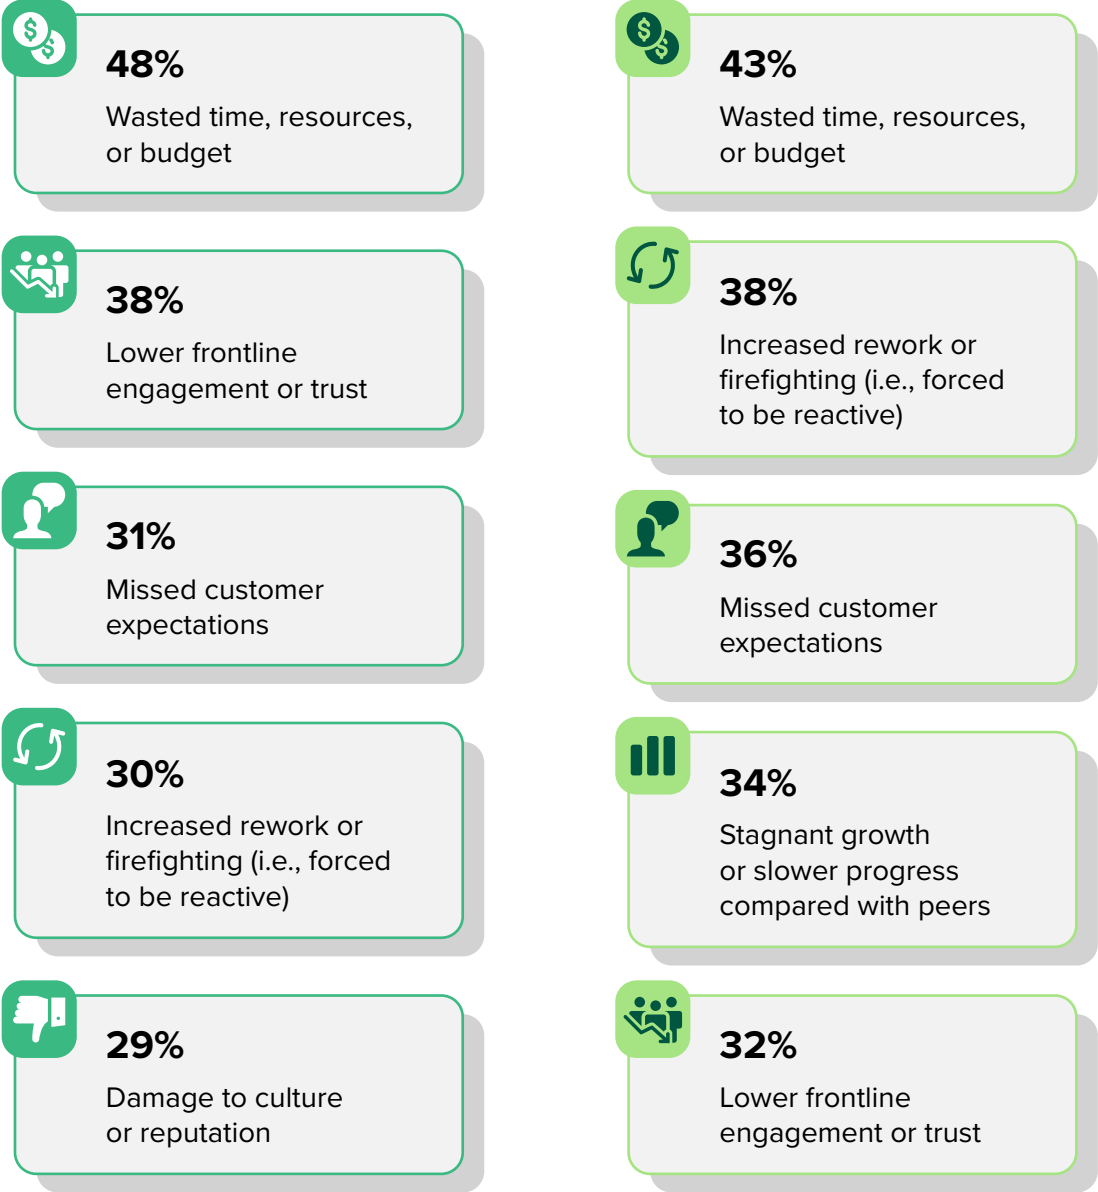 48%
Wasted time, resources,
or budget
38%
Lower frontline
engagement or trust
31%
Missed customer
expectations
30%
Increased rework or
firefighting (i.e., forced
to be reactive)
29%
Damage to culture
or reputation
43%
Wasted time, resources,
or budget
38%
Increased rework or
firefighting (i.e., forced
to be reactive)
36%
Missed customer
expectations
34%
Stagnant growth
or slower progress
compared with peers
32%
Lower frontline
engagement or trust